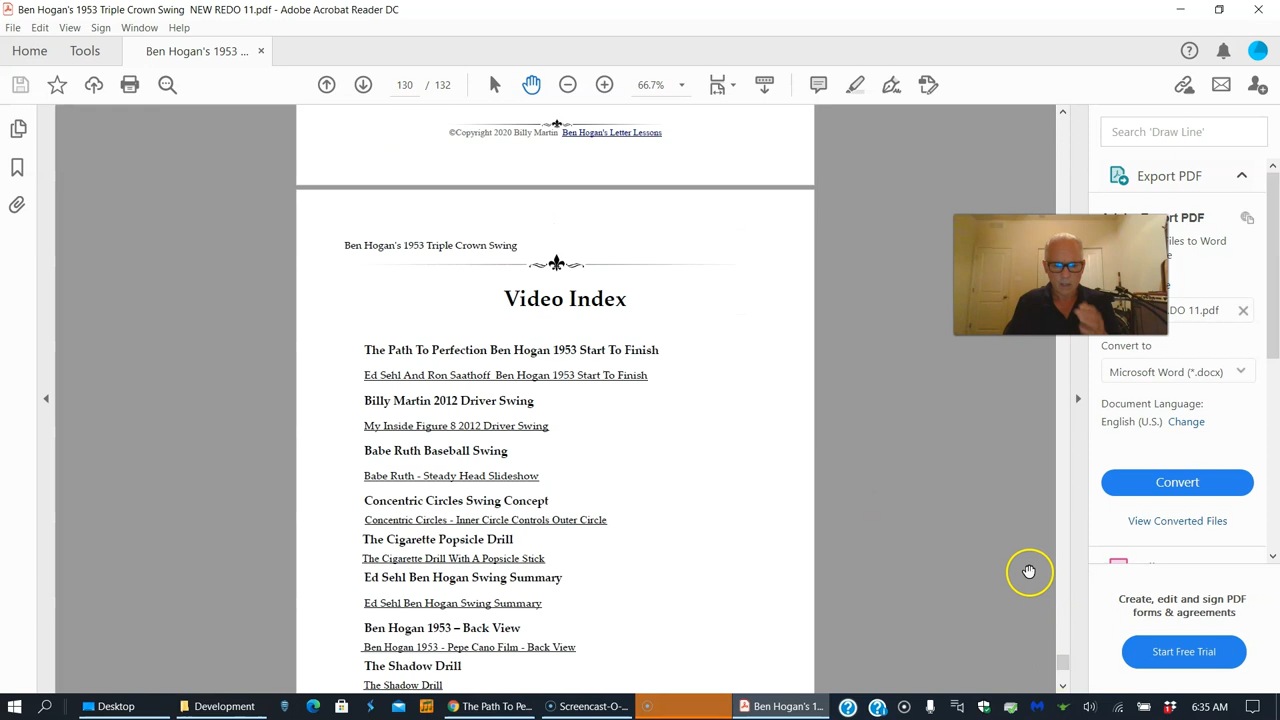 Ben Hogan's 1953 Triple Crown Swing  NEW REDO 11.pdf - Adobe Acrobat Reader DC
File Edit View Sign Window Help
Home Tools Ben Hogan's 1953 ... ×
130 / 132 66.7%
©Copyright 2020 Billy Martin Ben Hogan's Letter Lessons
Ben Hogan's 1953 Triple Crown Swing
Video Index
The Path To Perfection Ben Hogan 1953 Start To Finish
Ed Sehl And Ron Saathoff Ben Hogan 1953 Start To Finish
Billy Martin 2012 Driver Swing
My Inside Figure 8 2012 Driver Swing
Babe Ruth Baseball Swing
Babe Ruth - Steady Head Slideshow
Concentric Circles Swing Concept
Concentric Circles - Inner Circle Controls Outer Circle
The Cigarette Popsicle Drill
The Cigarette Drill With A Popsicle Stick
Ed Sehl Ben Hogan Swing Summary
Ed Sehl Ben Hogan Swing Summary
Ben Hogan 1953 – Back View
Ben Hogan 1953 - Pepe Cano Film - Back View
The Shadow Drill
The Shadow Drill
Search 'Draw Line'
Export PDF
Export PDF
Files to Word
REDO 11.pdf
Convert to
Microsoft Word (*.docx)
Document Language:
English (U.S.) Change
Convert
View Converted Files
Create, edit and sign PDF
forms & agreements
Start Free Trial
Desktop Development The Path To Pe... Screencast-O-... Ben Hogan's 1... 6:35 AM